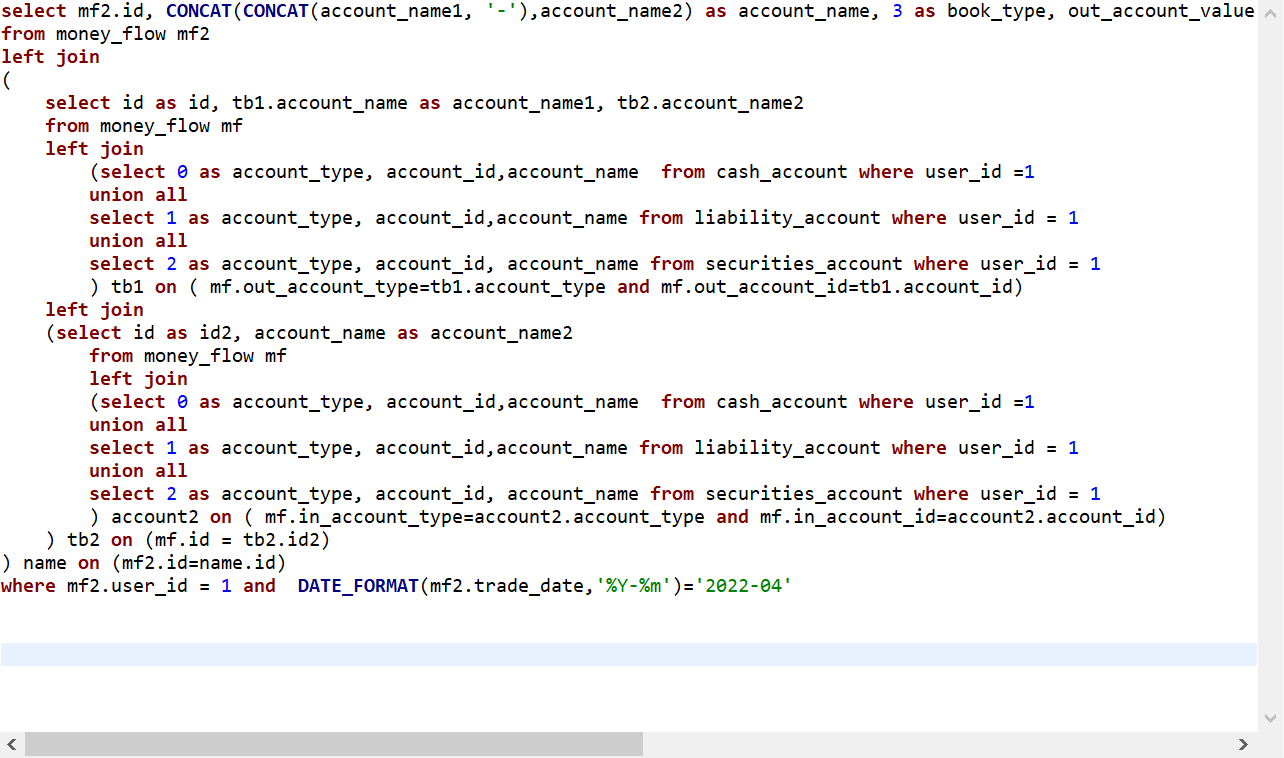 select mf2.id, CONCAT(CONCAT(account_name1, '-'),account_name2) as account_name, 3 as book_type, out_account_value
from money_flow mf2
left join
(
    select id as id, tb1.account_name as account_name1, tb2.account_name2
    from money_flow mf
    left join
        (select 0 as account_type, account_id,account_name  from cash_account where user_id =1
        union all
        select 1 as account_type, account_id,account_name from liability_account where user_id = 1
        union all
        select 2 as account_type, account_id, account_name from securities_account where user_id = 1
        ) tb1 on ( mf.out_account_type=tb1.account_type and mf.out_account_id=tb1.account_id)
    left join
    (select id as id2, account_name as account_name2
        from money_flow mf
        left join
        (select 0 as account_type, account_id,account_name  from cash_account where user_id =1
        union all
        select 1 as account_type, account_id,account_name from liability_account where user_id = 1
        union all
        select 2 as account_type, account_id, account_name from securities_account where user_id = 1
        ) account2 on ( mf.in_account_type=account2.account_type and mf.in_account_id=account2.account_id)
    ) tb2 on (mf.id = tb2.id2)
) name on (mf2.id=name.id)
where mf2.user_id = 1 and  DATE_FORMAT(mf2.trade_date,'%Y-%m')='2022-04'